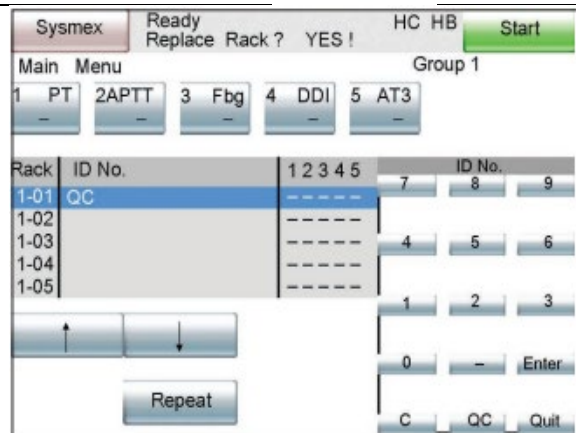 Sysmex
Ready
Replace Rack ? YES !
HC HB
Start
Main Menu
Group 1
1 PT
–
2APTT
–
3 Fbg
–
4 DDI
–
5 AT3
–
Rack ID No. 1 2 3 4 5
1-01 QC – – – – –
1-02 – – – – –
1-03 – – – – –
1-04 – – – – –
1-05 – – – – –
↑ ↓
Repeat
ID No.
7 8 9
4 5 6
1 2 3
0 – Enter
C QC Quit